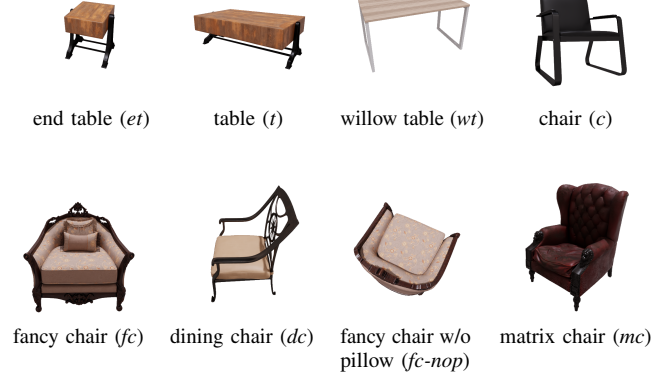 end table (et)
table (t)
willow table (wt)
chair (c)
fancy chair (fc)
dining chair (dc)
fancy chair w/o
pillow (fc-nop)
matrix chair (mc)